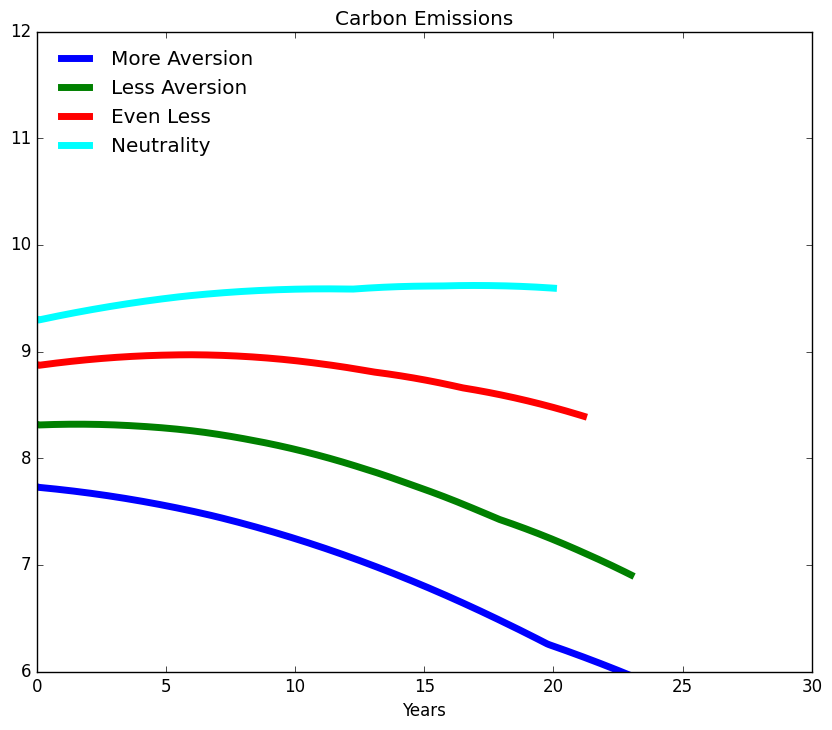 Carbon Emissions
12
More Aversion
Less Aversion
Even Less
Neutrality
11
10
9
8
7
6
0 5 10 15 20 25 30
Years